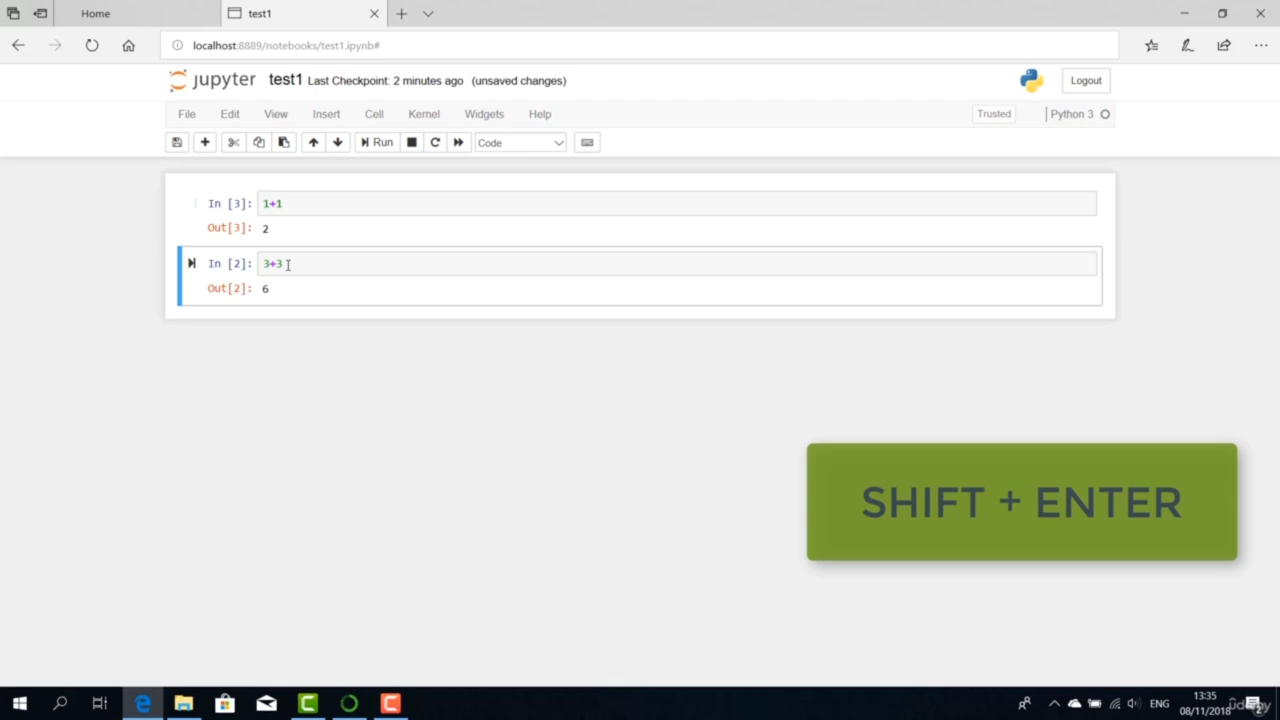 Home
test1
localhost:8889/notebooks/test1.ipynb#
jupyter test1 Last Checkpoint: 2 minutes ago (unsaved changes)
Logout
File Edit View Insert Cell Kernel Widgets Help
Trusted
Python 3
Run
Code
In [3]: 1+1
Out[3]: 2
In [2]: 3+3
Out[2]: 6
SHIFT + ENTER
ENG
13:35
08/11/2018
udemy
2